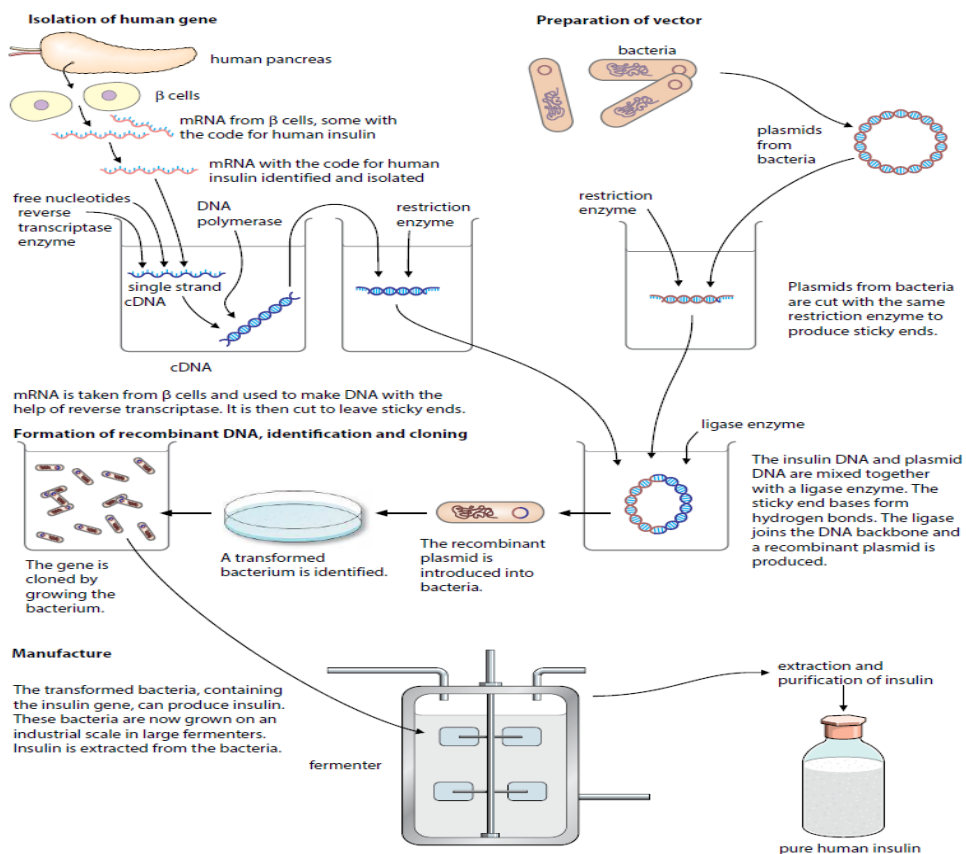 Isolation of human gene
human pancreas
β cells
mRNA from β cells, some with
the code for human insulin
mRNA with the code for human
insulin identified and isolated
free nucleotides
reverse
transcriptase
enzyme
DNA
polymerase
restriction
enzyme
single strand
cDNA
cDNA
mRNA is taken from β cells and used to make DNA with the
help of reverse transcriptase. It is then cut to leave sticky ends.
Preparation of vector
bacteria
plasmids
from
bacteria
restriction
enzyme
Plasmids from bacteria
are cut with the same
restriction enzyme to
produce sticky ends.
Formation of recombinant DNA, identification and cloning
ligase enzyme
The insulin DNA and plasmid
DNA are mixed together
with a ligase enzyme. The
sticky end bases form
hydrogen bonds. The ligase
joins the DNA backbone and
a recombinant plasmid is
produced.
The recombinant
plasmid is
introduced into
bacteria.
A transformed
bacterium is identified.
The gene is
cloned by
growing the
bacterium.
Manufacture
The transformed bacteria, containing
the insulin gene, can produce insulin.
These bacteria are now grown on an
industrial scale in large fermenters.
Insulin is extracted from the bacteria.
fermenter
extraction and
purification of insulin
pure human insulin